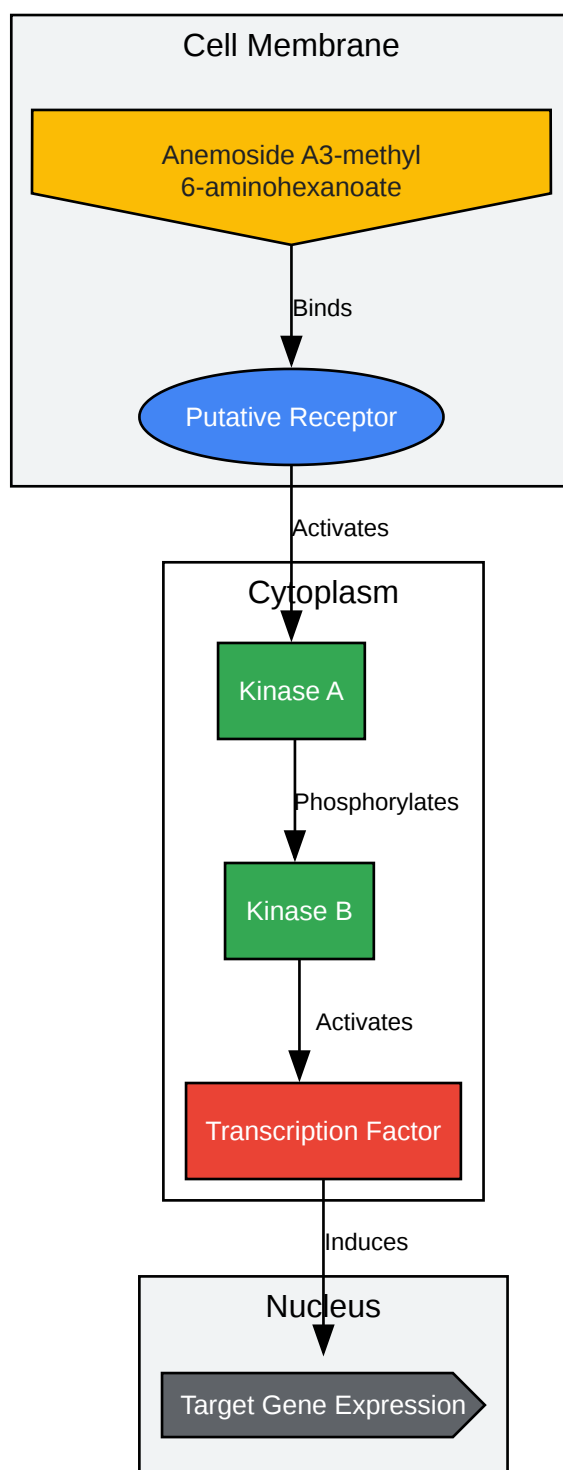 Cell Membrane
Anemoside A3-methyl
6-aminohexanoate
Binds
Putative Receptor
Activates
Cytoplasm
Kinase A
Phosphorylates
Kinase B
Activates
Transcription Factor
Induces
Nucleus
Target Gene Expression